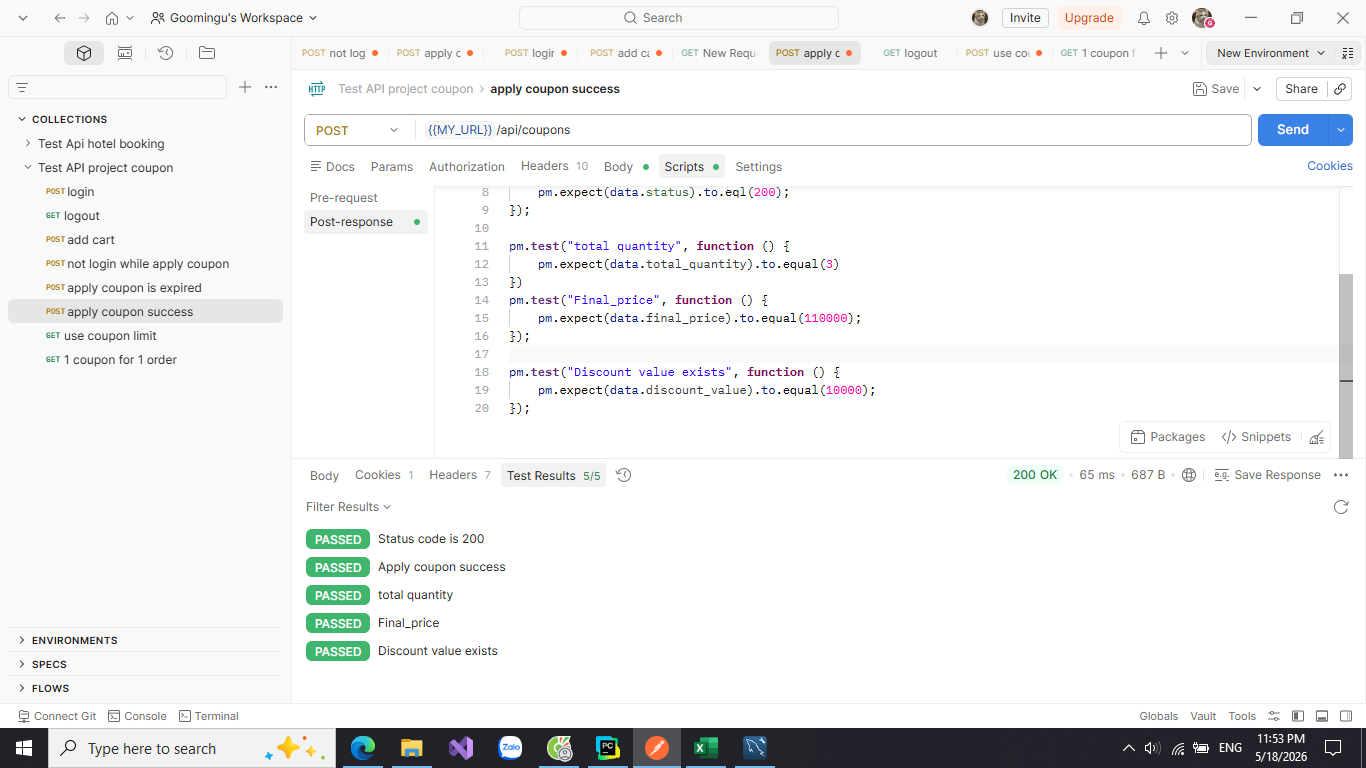 Goomingu's Workspace
Search
Invite
Upgrade
POST not log
POST apply c
POST login
POST add ca
GET New Requ
POST apply c
GET logout
POST use cou
GET 1 coupon f
New Environment
COLLECTIONS
Test Api hotel booking
Test API project coupon
POST login
GET logout
POST add cart
POST not login while apply coupon
POST apply coupon is expired
POST apply coupon success
GET use coupon limit
GET 1 coupon for 1 order
ENVIRONMENTS
SPECS
FLOWS
HTTP Test API project coupon > apply coupon success
Save
Share
POST
{{MY_URL}} /api/coupons
Send
Docs Params Authorization Headers 10 Body Scripts Settings
Cookies
Pre-request
Post-response
8 pm.expect(data.status).to.eql(200);
9 });
10
11 pm.test("total quantity", function () {
12 pm.expect(data.total_quantity).to.equal(3)
13 })
14 pm.test("Final_price", function () {
15 pm.expect(data.final_price).to.equal(110000);
16 });
17
18 pm.test("Discount value exists", function () {
19 pm.expect(data.discount_value).to.equal(10000);
20 });
Packages
Snippets
Body Cookies 1 Headers 7 Test Results 5/5
200 OK • 65 ms • 687 B
e.g. Save Response
Filter Results
PASSED Status code is 200
PASSED Apply coupon success
PASSED total quantity
PASSED Final_price
PASSED Discount value exists
Connect Git Console Terminal
Globals Vault Tools
Type here to search
Zalo
PC
ENG
11:53 PM
5/18/2026